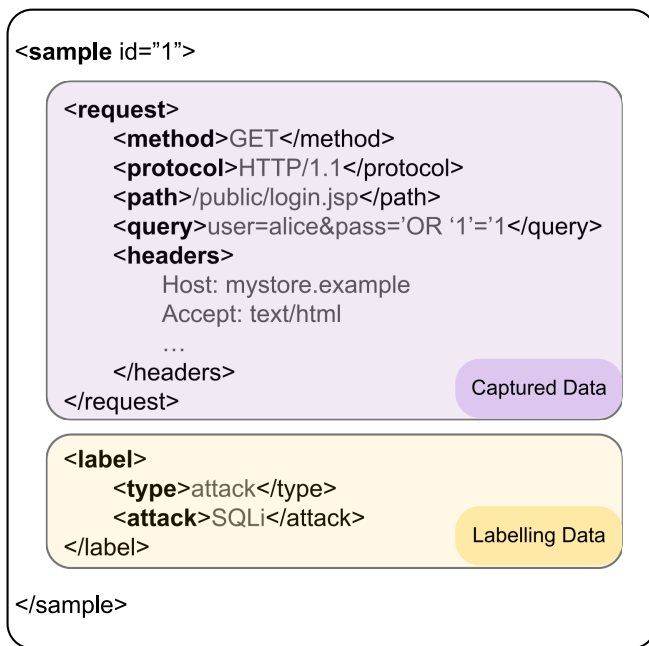 <sample id=”1”>
<request>
<method>GET</method>
<protocol>HTTP/1.1</protocol>
<path>/public/login.jsp</path>
<query>user=alice&pass=’OR ‘1’=’1</query>
<headers>
Host: mystore.example
Accept: text/html
…
</headers>
</request>
Captured Data
<label>
<type>attack</type>
<attack>SQLi</attack>
</label>
Labelling Data
</sample>